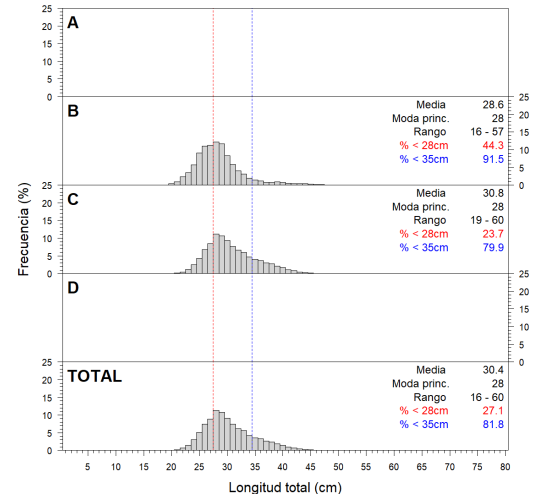 25
20
15
10
5
0
A
25
20
15
10
5
0
B
Media 28.6
Moda princ. 28
Rango 16 - 57
% < 28cm 44.3
% < 35cm 91.5
25
20
15
10
5
0
C
Media 30.8
Moda princ. 28
Rango 19 - 60
% < 28cm 23.7
% < 35cm 79.9
25
20
15
10
5
0
D
25
20
15
10
5
0
TOTAL
Media 30.4
Moda princ. 28
Rango 16 - 60
% < 28cm 27.1
% < 35cm 81.8
5 10 15 20 25 30 35 40 45 50 55 60 65 70 75 80
Longitud total (cm)
Frecuencia (%)